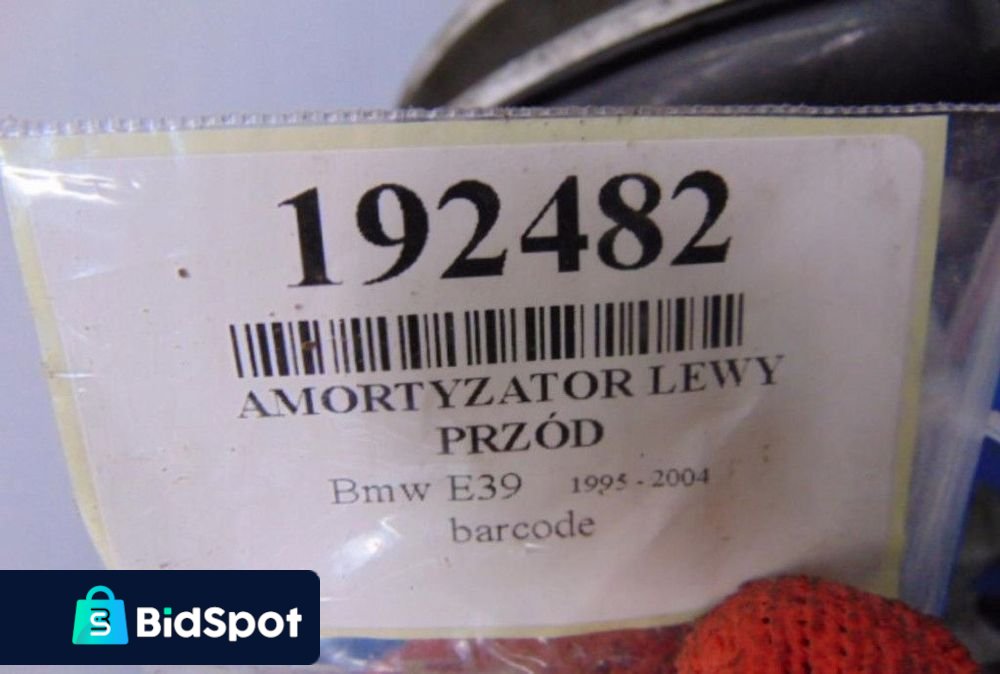 192482
AMORTYZATOR LEWY
PRZÓD
Bmw E39 1995 - 2004
barcode
BidSpot